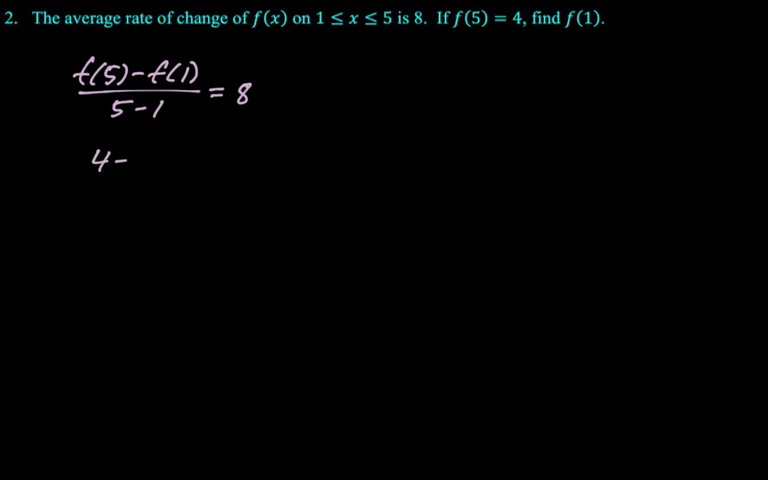 2. The average rate of change of f(x) on 1 ≤ x ≤ 5 is 8. If f(5) = 4, find f(1).
f(5)-f(1)
5-1
= 8
4-